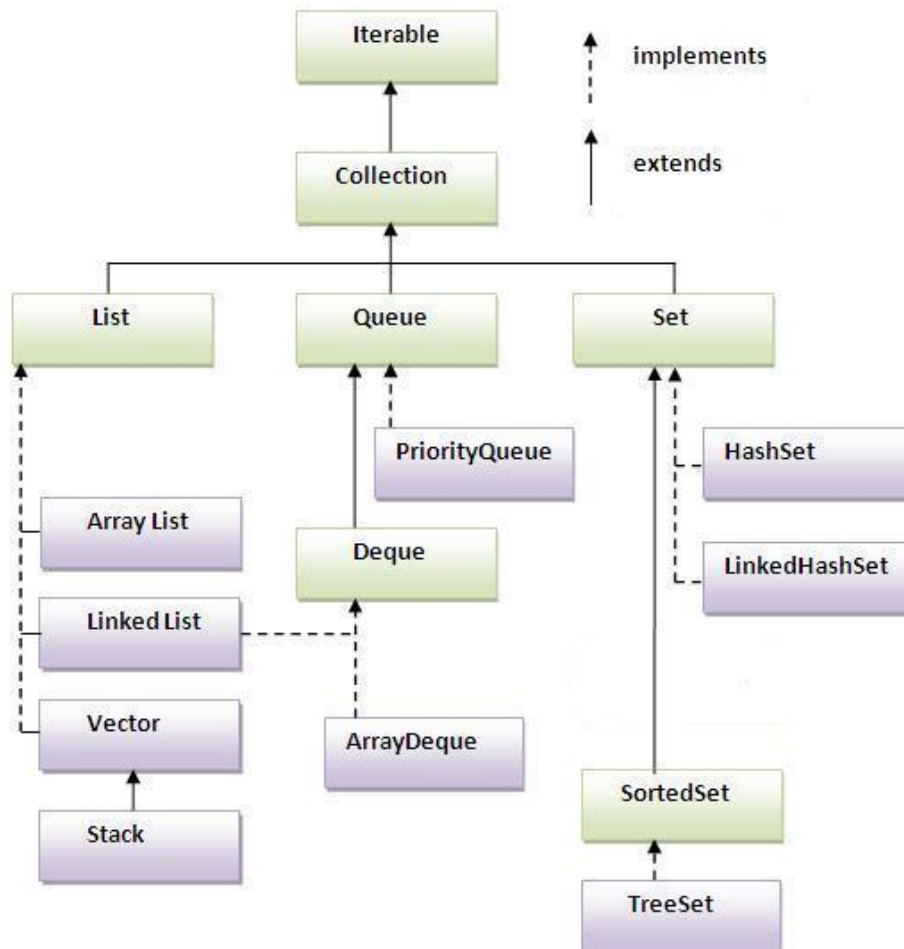 Iterable
implements
Collection
extends
List
Queue
Set
PriorityQueue
HashSet
Array List
Deque
LinkedHashSet
Linked List
Vector
ArrayDeque
SortedSet
Stack
TreeSet